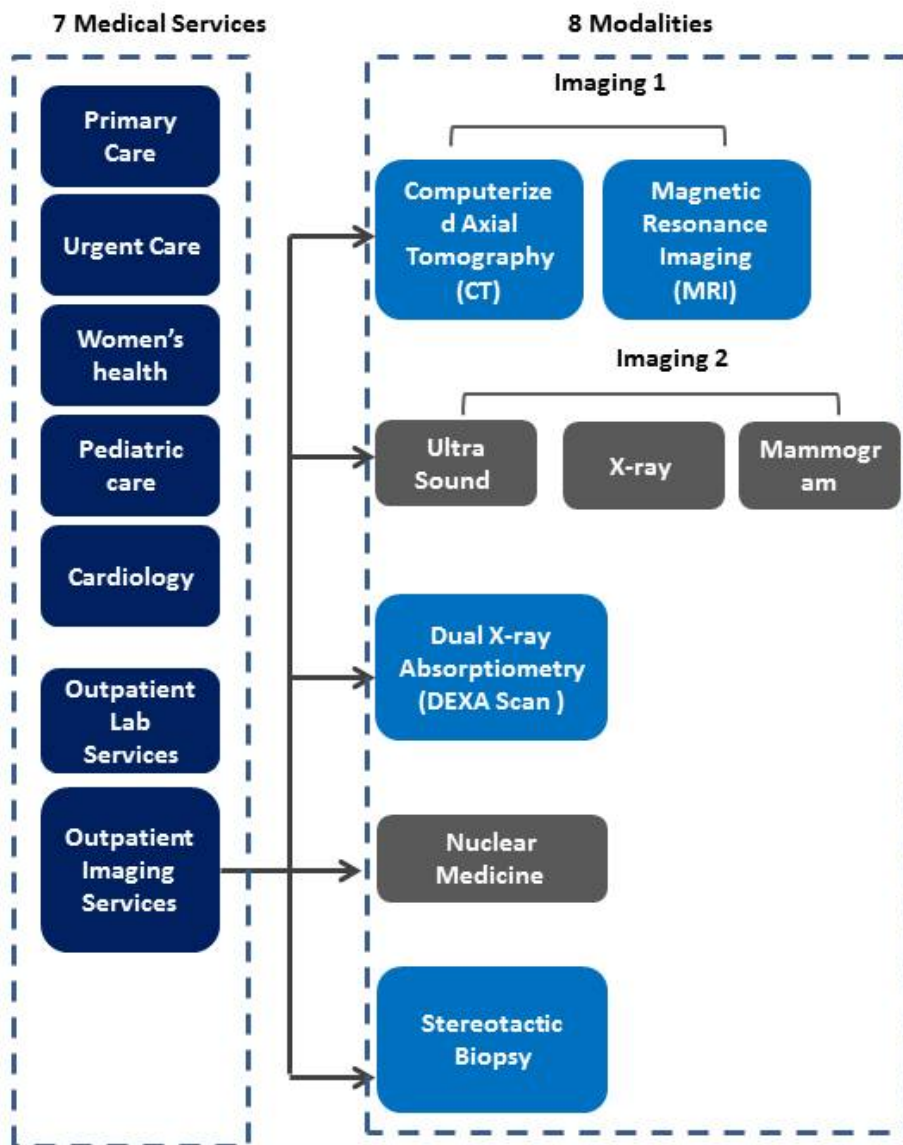 7 Medical Services
Primary
Care
Urgent Care
Women’s
health
Pediatric
care
Cardiology
Outpatient
Lab
Services
Outpatient
Imaging
Services
8 Modalities
Imaging 1
Computerize
d Axial
Tomography
(CT)
Magnetic
Resonance
Imaging
(MRI)
Imaging 2
Ultra
Sound
X-ray
Mammogr
am
Dual X-ray
Absorptiometry
(DEXA Scan )
Nuclear
Medicine
Stereotactic
Biopsy